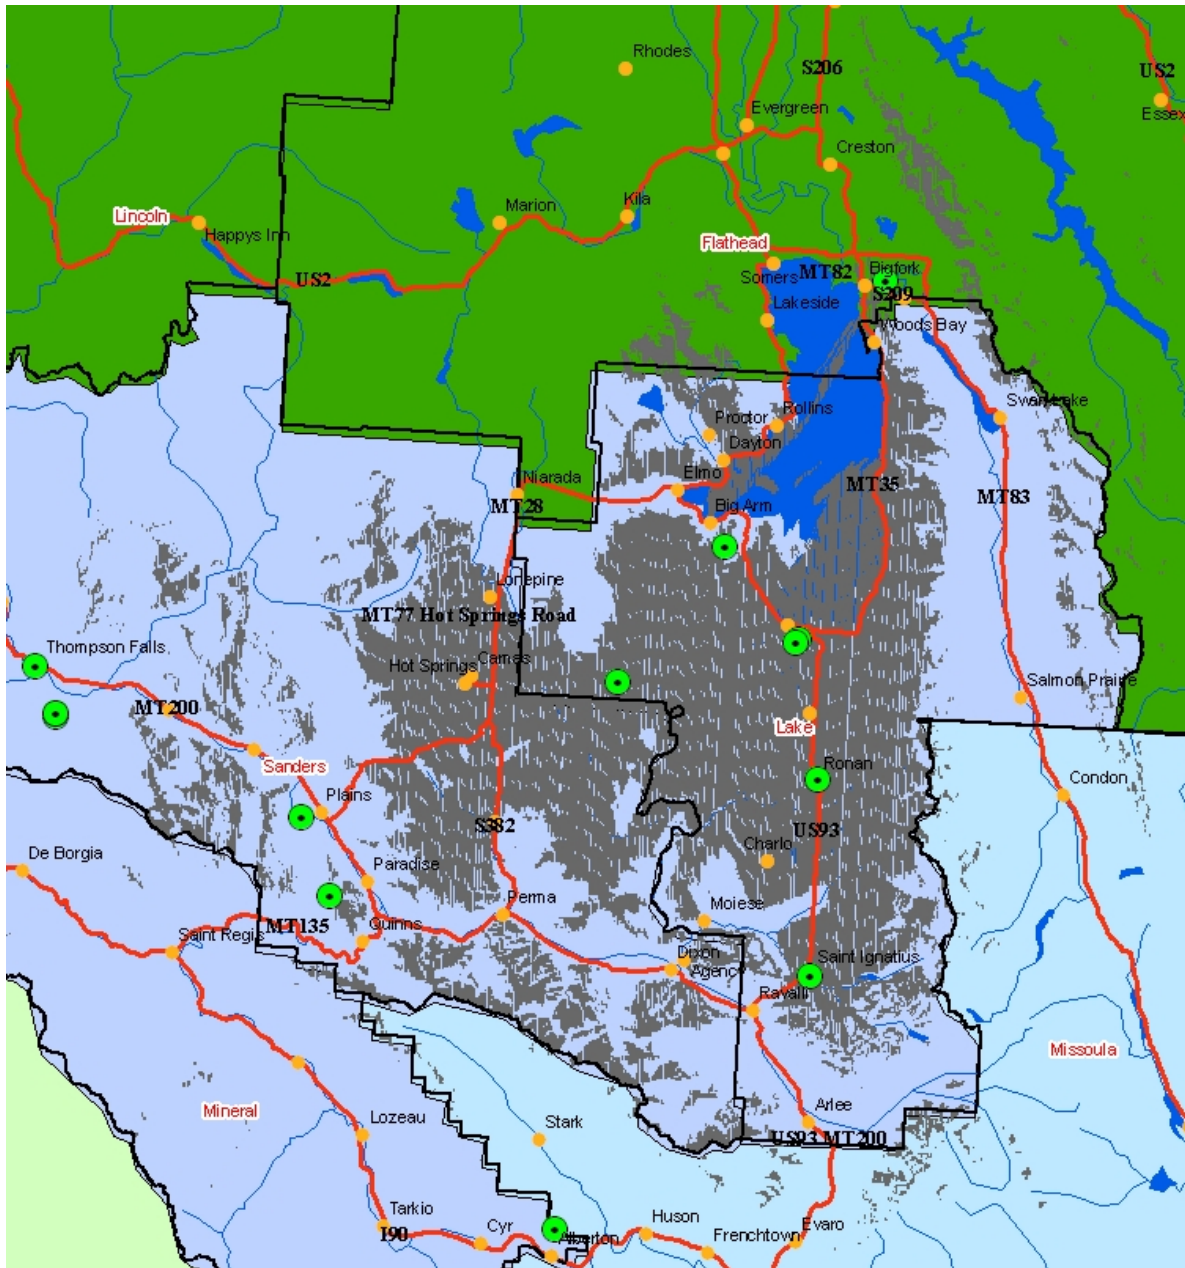 Rhodes
S206
US2
Essex
Evergreen
Creston
Lincoln
Happys Inn
Marion
Kila
Flathead
US2
Somers
MT82
Bigfork
S209
Lakeside
Woods Bay
Swan Lake
Proctor
Rollins
Dayton
Elmo
Niarada
MT28
Big Arm
MT35
MT83
Lonepine
MT77 Hot Springs Road
Thompson Falls
Hot Springs
Camas
Salmon Prairie
MT200
Lake
Sanders
Ronan
Condon
Plains
S382
US93
Charlo
De Borgia
Paradise
Perma
Moiese
MT135
Saint Regis
Quinns
Dixon
Agency
Saint Ignatius
Ravalli
Missoula
Mineral
Lozeau
Stark
Arlee
US93 MT200
Tarkio
I90
Cyr
Alberton
Huson
Frenchtown
Evaro